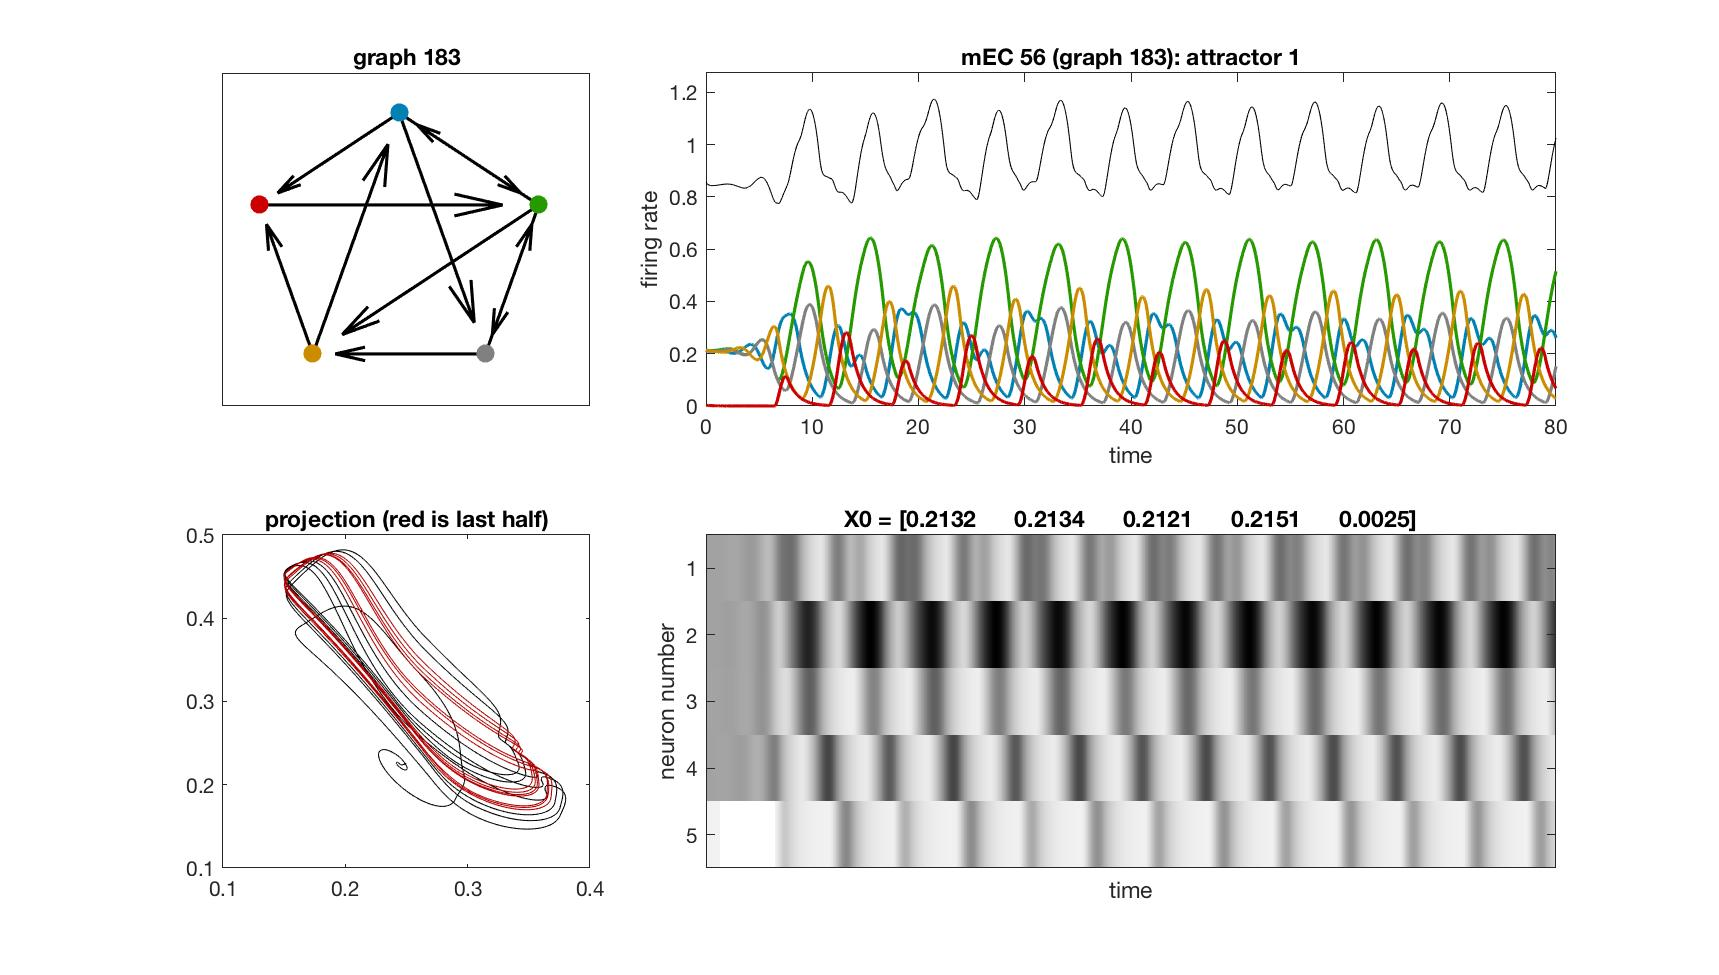 graph 183
mEC 56 (graph 183): attractor 1
1.2
1
0.8
0.6
0.4
0.2
0
firing rate
0 10 20 30 40 50 60 70 80
time
projection (red is last half)
0.5
0.4
0.3
0.2
0.1
0.1 0.2 0.3 0.4
X0 = [0.2132 0.2134 0.2121 0.2151 0.0025]
1
2
3
4
5
neuron number
time